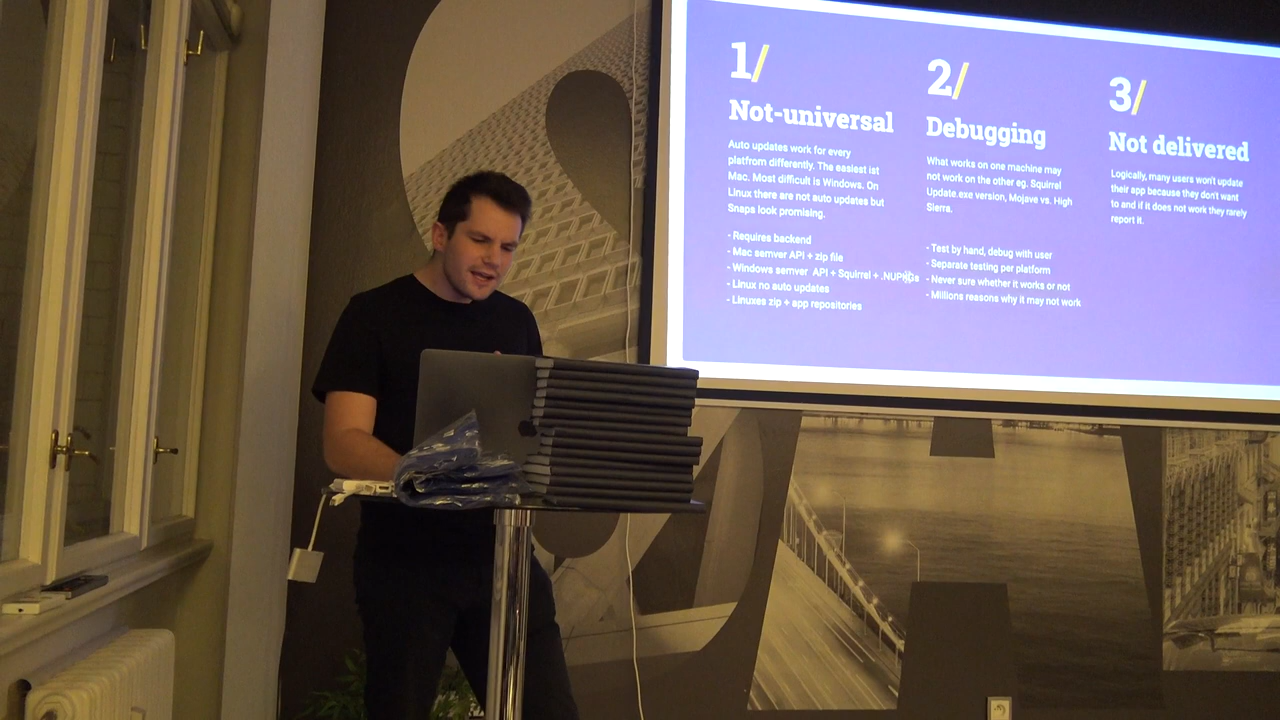 1/
Not-universal
Auto updates work for every
platfrom differently. The easiest ist
Mac. Most difficult is Windows. On
Linux there are not auto updates but
Snaps look promising.
- Requires backend
- Mac semver API + zip file
- Windows semver API + Squirrel +
- Linux no auto updates
- Linuxes zip + app repositories
2/
Debugging
What works on one machine may
not work on the other eg. Squirrel
Update.exe version, Mojave vs. High
Sierra.
- Test by hand, debug with user
- Separate testing per platform
- Never sure whether it works or not
- Millions reasons why it may not work
3/
Not delivered
Logically, many users won't update
their app because they don't want
to and if it does not work they rarely
report it.